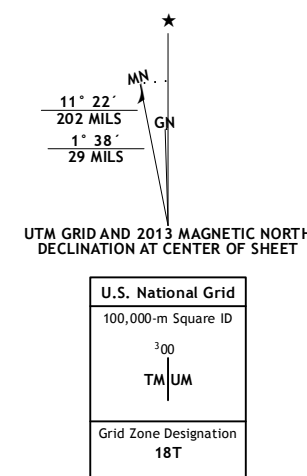 MN
GN
11° 22´
202 MILS
1° 38´
29 MILS
UTM GRID AND 2013 MAGNETIC NORTH
DECLINATION AT CENTER OF SHEET
U.S. National Grid
100,000-m Square ID
³00
TM UM
Grid Zone Designation
18T